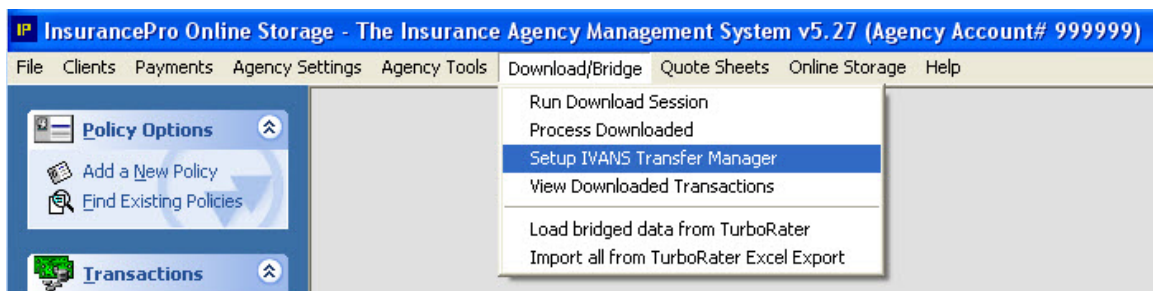 IP InsurancePro Online Storage - The Insurance Agency Management System v5.27 (Agency Account# 999999)
File Clients Payments Agency Settings Agency Tools Download/Bridge Quote Sheets Online Storage Help
Run Download Session
Process Downloaded
Setup IVANS Transfer Manager
View Downloaded Transactions
Load bridged data from TurboRater
Import all from TurboRater Excel Export
Policy Options
Add a New Policy
Find Existing Policies
Transactions